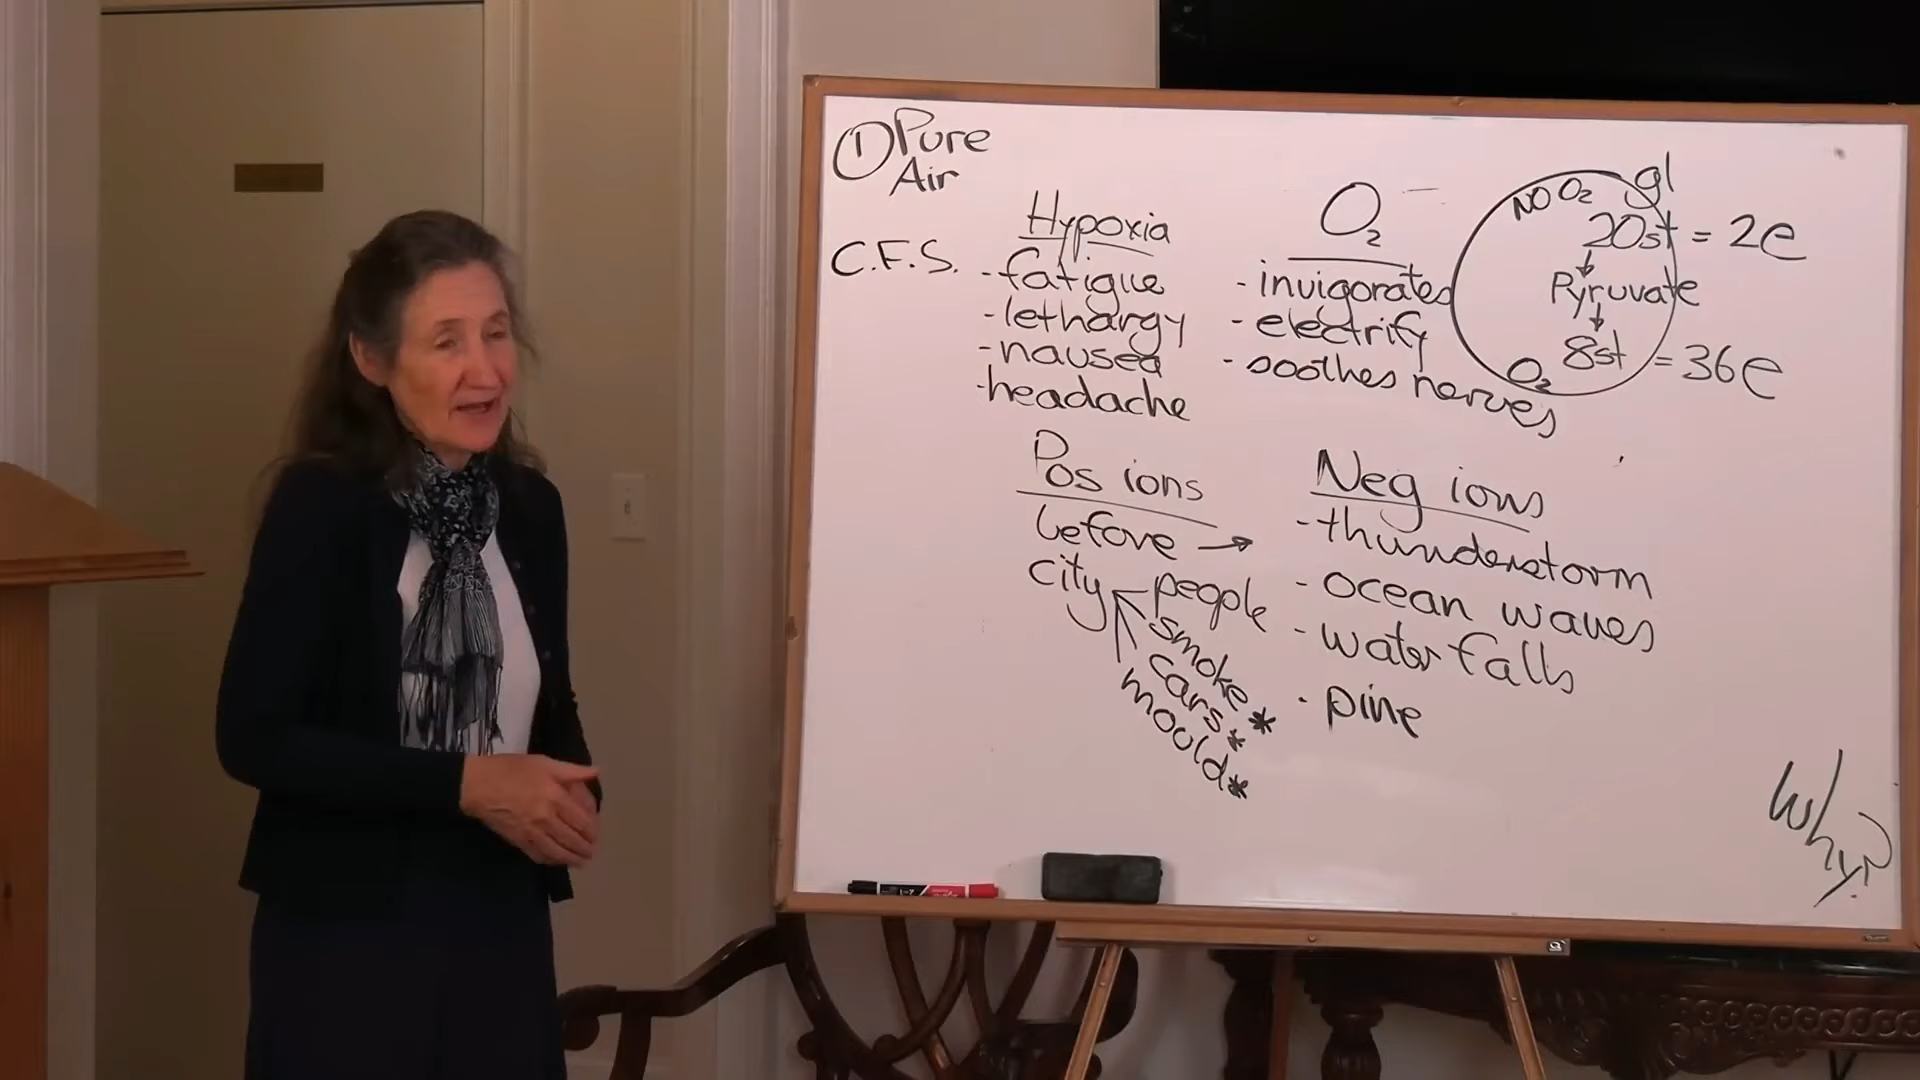 ① Pure
Air
C.F.S.
Hypoxia
- fatigue
- lethargy
- nausea
- headache
O₂
- invigorates
- electrify
- soothes nerves
NO O₂ gl
20st = 2e
Pyruvate
8st = 36e
O₂
Pos ions
before →
city
people
smoke *
cars *
mould *
Neg ions
- thunderstorm
- ocean waves
- waterfalls
- pine
Why?